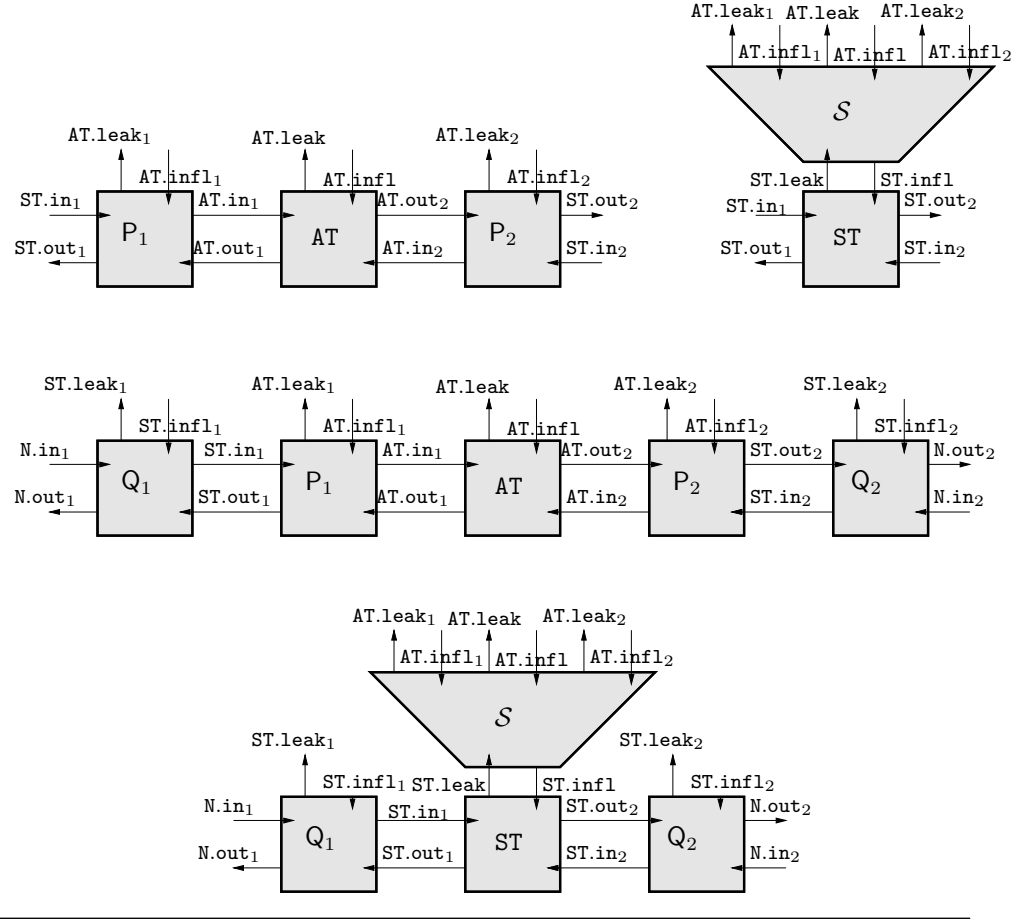 AT.leak₁ AT.leak AT.leak₂
AT.infl₁ AT.infl AT.infl₂
𝒮
AT.leak₁ AT.leak AT.leak₂
AT.infl₁ AT.infl AT.infl₂ ST.leak ST.infl
ST.in₁ AT.in₁ AT.out₂ ST.out₂ ST.in₁ ST.out₂
P₁ AT P₂ ST
ST.out₁ AT.out₁ AT.in₂ ST.in₂ ST.out₁ ST.in₂
ST.leak₁ AT.leak₁ AT.leak AT.leak₂ ST.leak₂
ST.infl₁ AT.infl₁ AT.infl AT.infl₂ ST.infl₂
N.in₁ ST.in₁ AT.in₁ AT.out₂ ST.out₂ N.out₂
Q₁ P₁ AT P₂ Q₂
N.out₁ ST.out₁ AT.out₁ AT.in₂ ST.in₂ N.in₂
AT.leak₁ AT.leak AT.leak₂
AT.infl₁ AT.infl AT.infl₂
𝒮
ST.leak₁ ST.leak₂
ST.infl₁ ST.leak ST.infl ST.infl₂
N.in₁ ST.in₁ ST.out₂ N.out₂
Q₁ ST Q₂
N.out₁ ST.out₁ ST.in₂ N.in₂